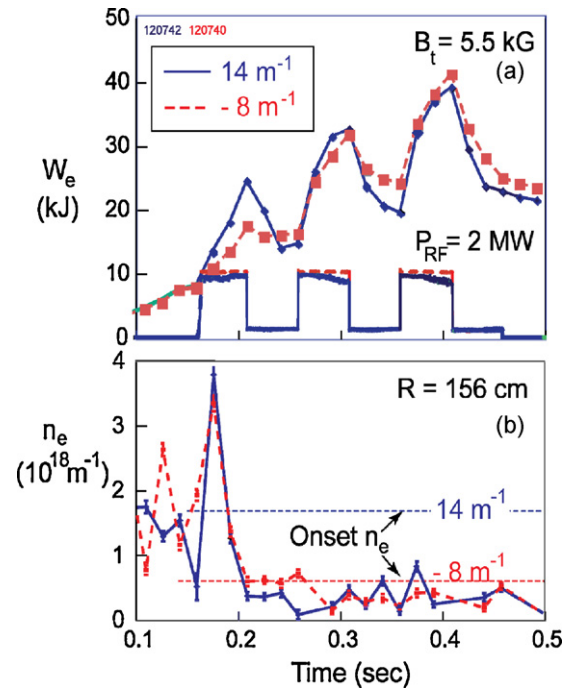 50
120742 120740
B_t = 5.5 kG
(a)
14 m⁻¹
- 8 m⁻¹
40
30
W_e
(kJ)
20
P_RF = 2 MW
10
0
4
R = 156 cm
(b)
3
n_e
(10¹⁸m⁻¹)
2
14 m⁻¹
Onset n_e
1
- 8 m⁻¹
0
0.1 0.2 0.3 0.4 0.5
Time (sec)